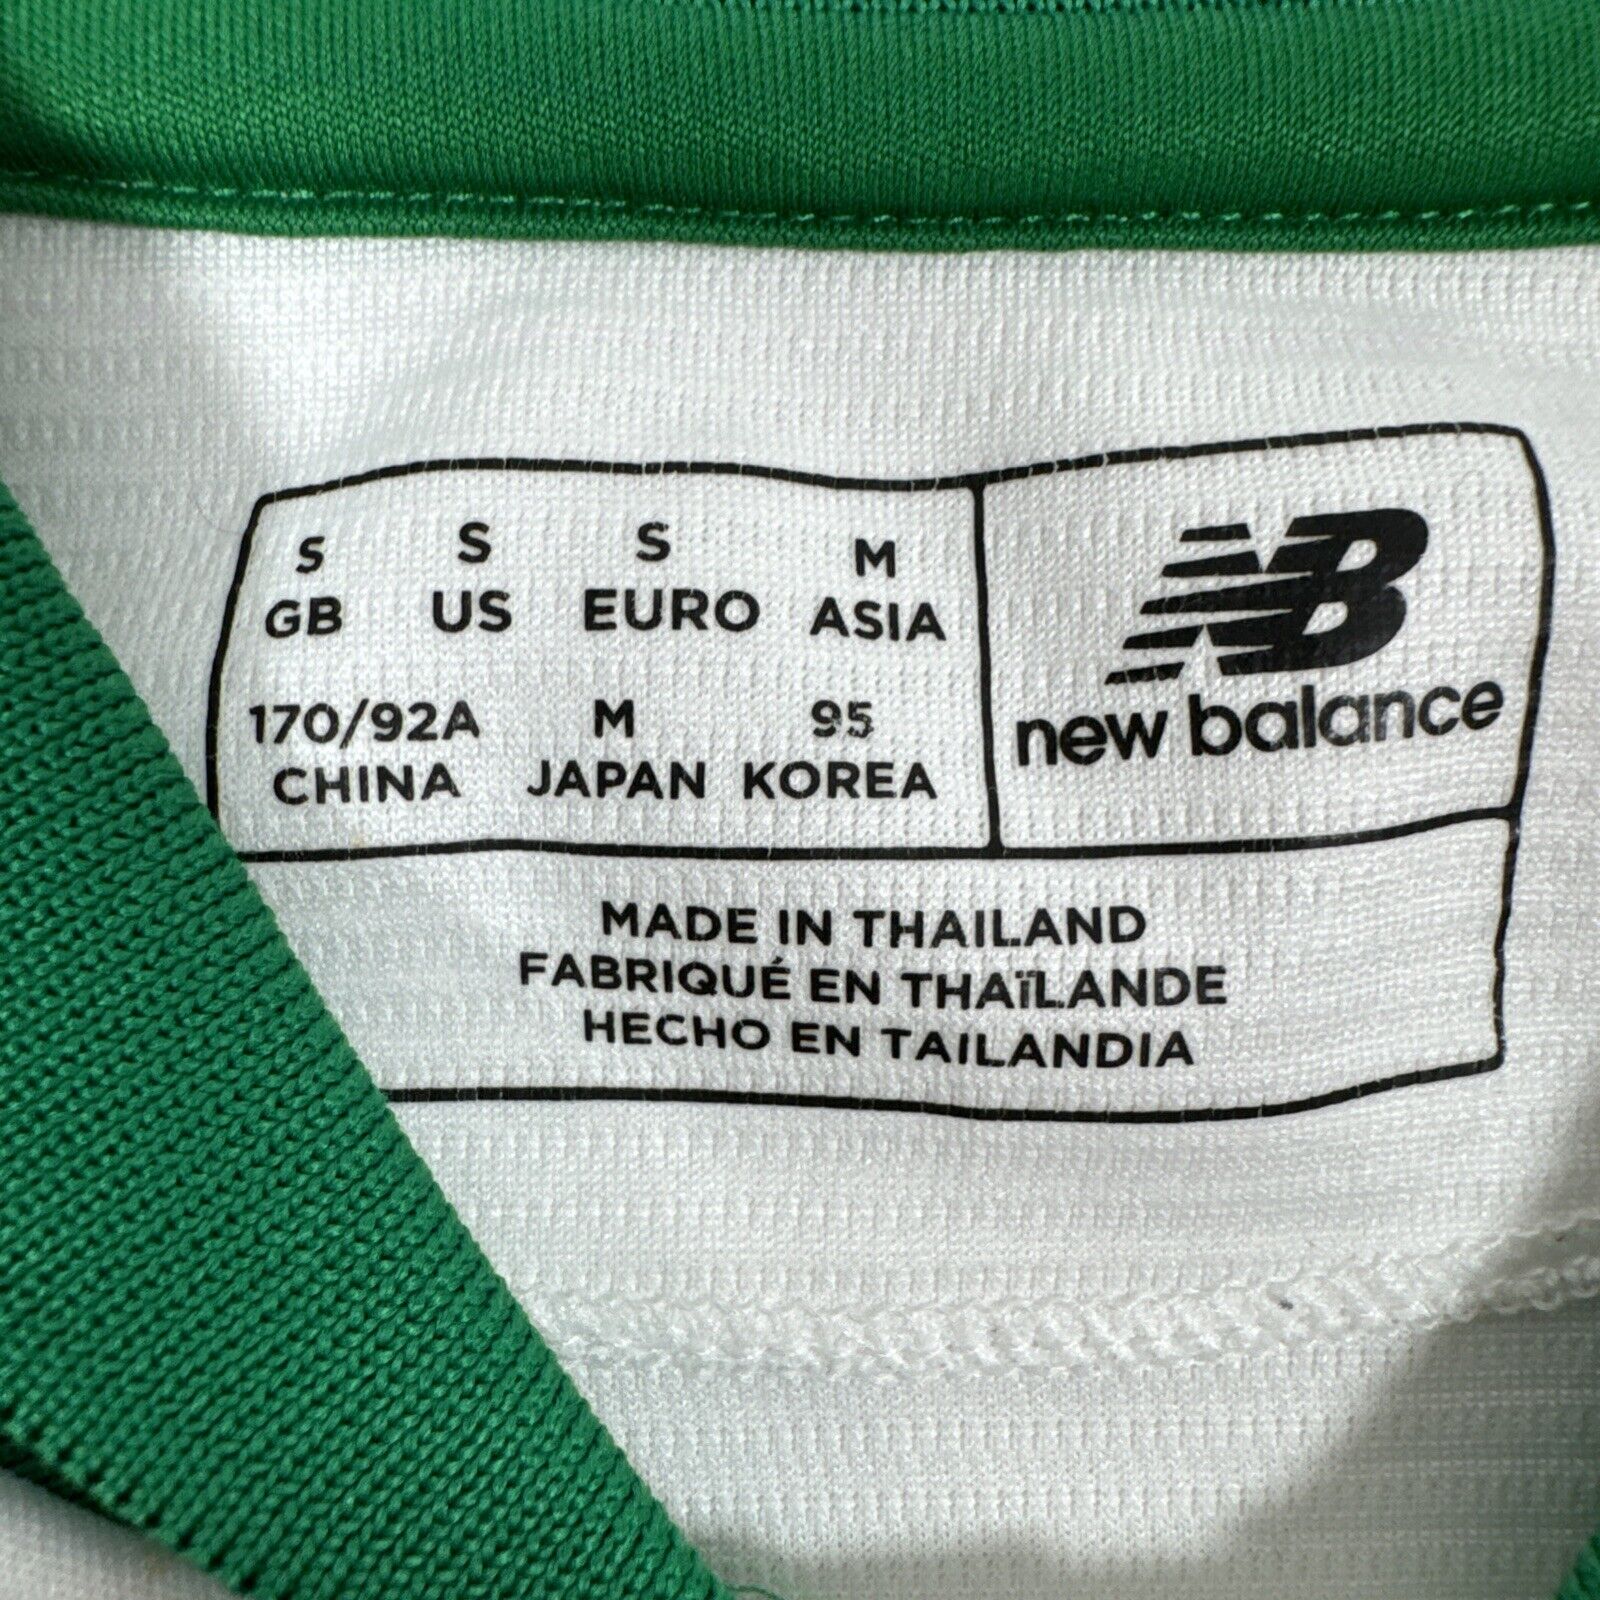 S S S M
GB US EURO ASIA
170/92A M 95
CHINA JAPAN KOREA
NB
new balance
MADE IN THAILAND
FABRIQUÉ EN THAÏLANDE
HECHO EN TAILANDIA